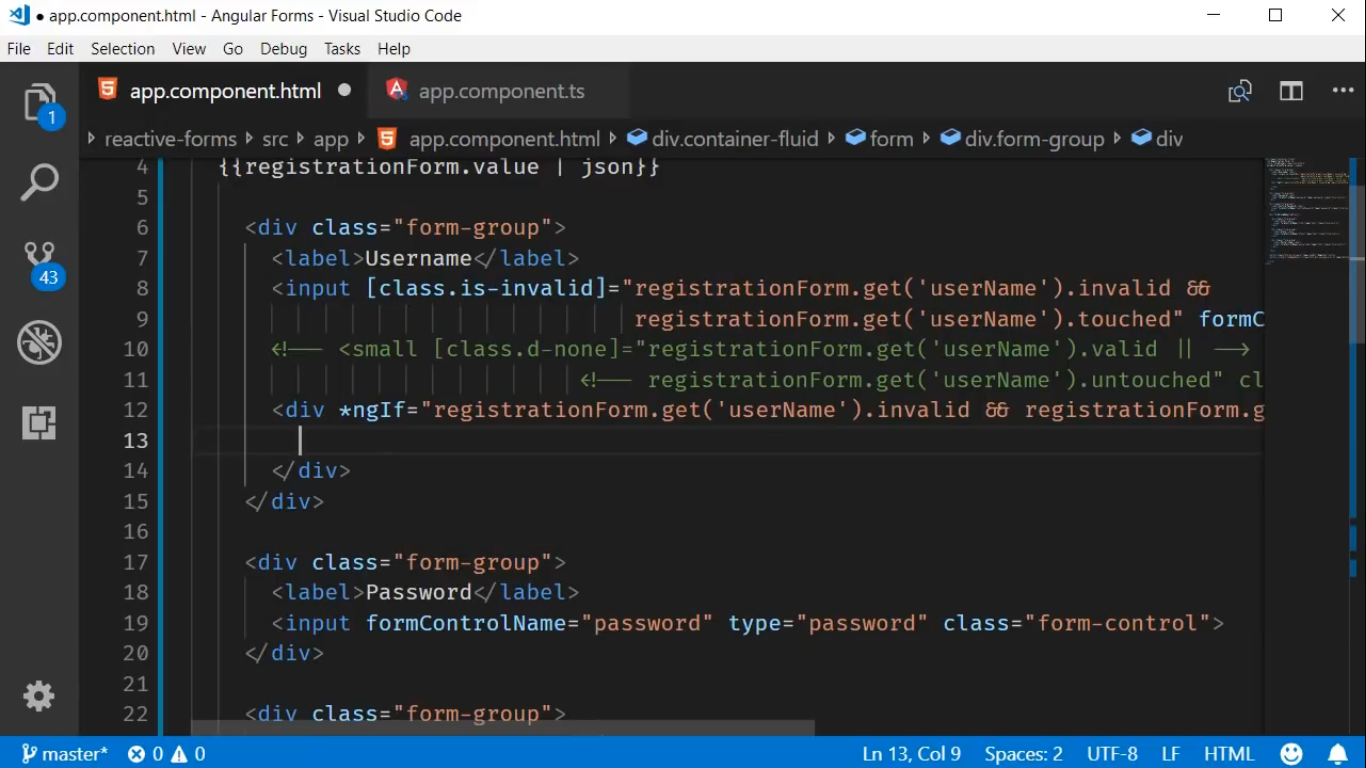 app.component.html - Angular Forms - Visual Studio Code
File Edit Selection View Go Debug Tasks Help
app.component.html app.component.ts
1
reactive-forms src app app.component.html div.container-fluid form div.form-group div
4 {{registrationForm.value | json}}
5
6 <div class="form-group">
7 <label>Username</label>
8 <input [class.is-invalid]="registrationForm.get('userName').invalid &&
9 registrationForm.get('userName').touched" formC
10 <!-- <small [class.d-none]="registrationForm.get('userName').valid || -->
11 <!-- registrationForm.get('userName').untouched" cl
12 <div *ngIf="registrationForm.get('userName').invalid && registrationForm.g
13
14 </div>
15 </div>
16
17 <div class="form-group">
18 <label>Password</label>
19 <input formControlName="password" type="password" class="form-control">
20 </div>
21
22 <div class="form-group">
43
master* 0 0 Ln 13, Col 9 Spaces: 2 UTF-8 LF HTML